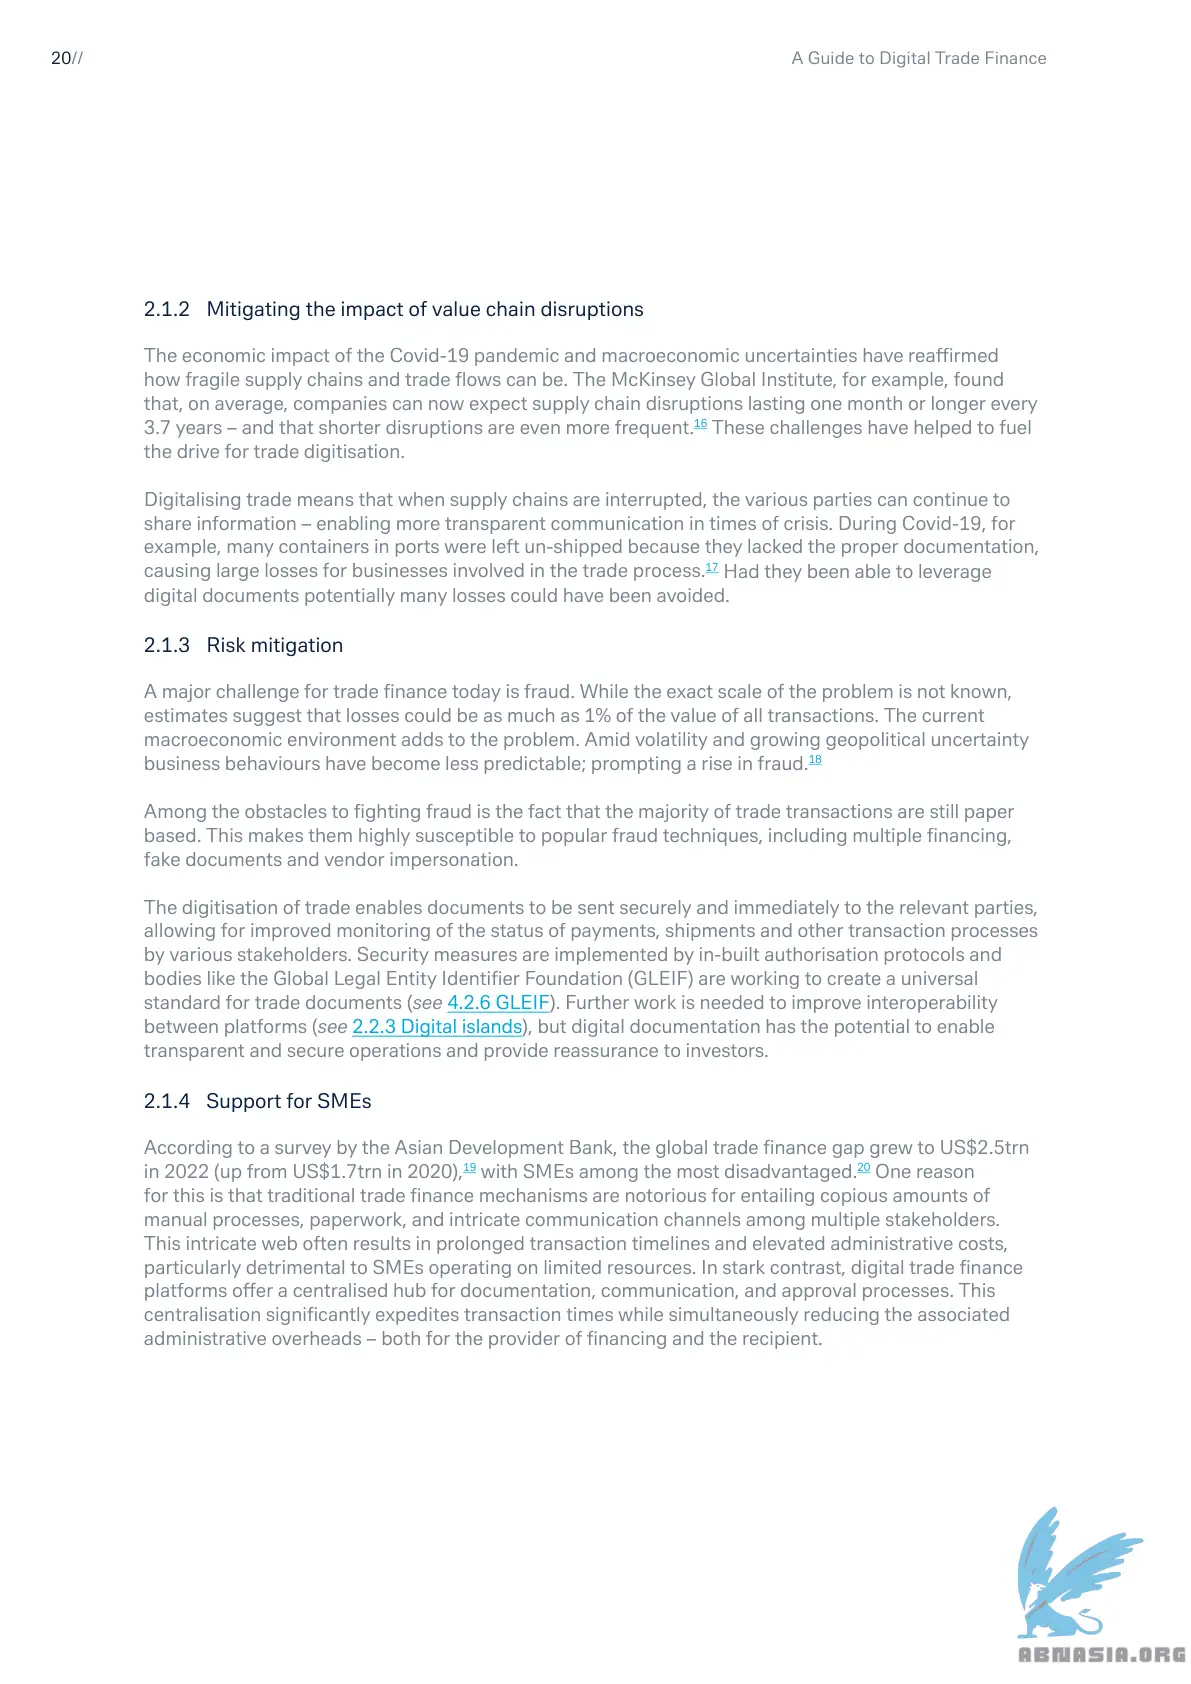 20//
A Guide to Digital Trade Finance
2.1.2 Mitigating the impact of value chain disruptions
The economic impact of the Covid-19 pandemic and macroeconomic uncertainties have reaffirmed
how fragile supply chains and trade flows can be. The McKinsey Global Institute, for example, found
that, on average, companies can now expect supply chain disruptions lasting one month or longer every
3.7 years – and that shorter disruptions are even more frequent.16 These challenges have helped to fuel
the drive for trade digitisation.
Digitalising trade means that when supply chains are interrupted, the various parties can continue to
share information – enabling more transparent communication in times of crisis. During Covid-19, for
example, many containers in ports were left un-shipped because they lacked the proper documentation,
causing large losses for businesses involved in the trade process.17 Had they been able to leverage
digital documents potentially many losses could have been avoided.
2.1.3 Risk mitigation
A major challenge for trade finance today is fraud. While the exact scale of the problem is not known,
estimates suggest that losses could be as much as 1% of the value of all transactions. The current
macroeconomic environment adds to the problem. Amid volatility and growing geopolitical uncertainty
business behaviours have become less predictable; prompting a rise in fraud.18
Among the obstacles to fighting fraud is the fact that the majority of trade transactions are still paper
based. This makes them highly susceptible to popular fraud techniques, including multiple financing,
fake documents and vendor impersonation.
The digitisation of trade enables documents to be sent securely and immediately to the relevant parties,
allowing for improved monitoring of the status of payments, shipments and other transaction processes
by various stakeholders. Security measures are implemented by in-built authorisation protocols and
bodies like the Global Legal Entity Identifier Foundation (GLEIF) are working to create a universal
standard for trade documents (see 4.2.6 GLEIF). Further work is needed to improve interoperability
between platforms (see 2.2.3 Digital islands), but digital documentation has the potential to enable
transparent and secure operations and provide reassurance to investors.
2.1.4 Support for SMEs
According to a survey by the Asian Development Bank, the global trade finance gap grew to US$2.5trn
in 2022 (up from US$1.7trn in 2020),19 with SMEs among the most disadvantaged.20 One reason
for this is that traditional trade finance mechanisms are notorious for entailing copious amounts of
manual processes, paperwork, and intricate communication channels among multiple stakeholders.
This intricate web often results in prolonged transaction timelines and elevated administrative costs,
particularly detrimental to SMEs operating on limited resources. In stark contrast, digital trade finance
platforms offer a centralised hub for documentation, communication, and approval processes. This
centralisation significantly expedites transaction times while simultaneously reducing the associated
administrative overheads – both for the provider of financing and the recipient.
ABNASIA.ORG